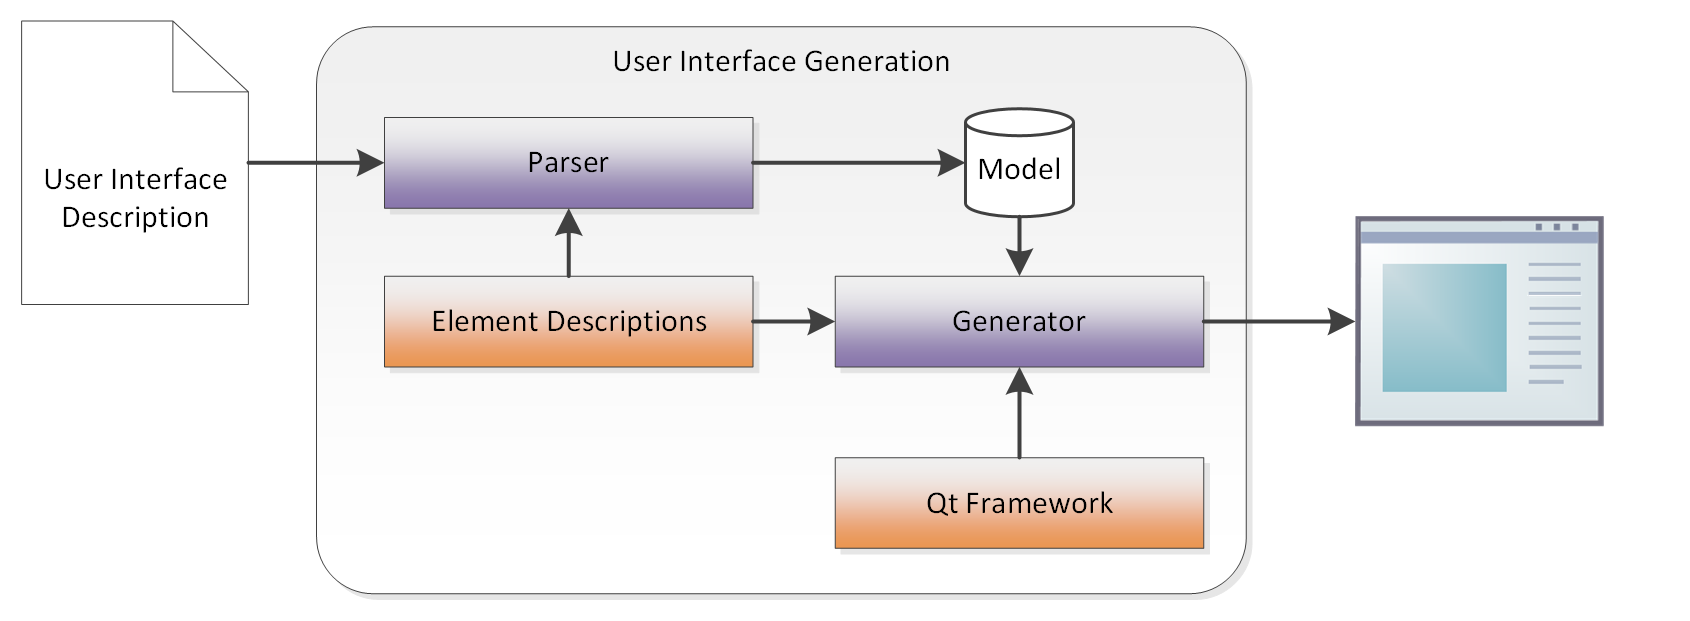 User Interface Generation
User Interface
Description
Parser
Model
Element Descriptions
Generator
Qt Framework